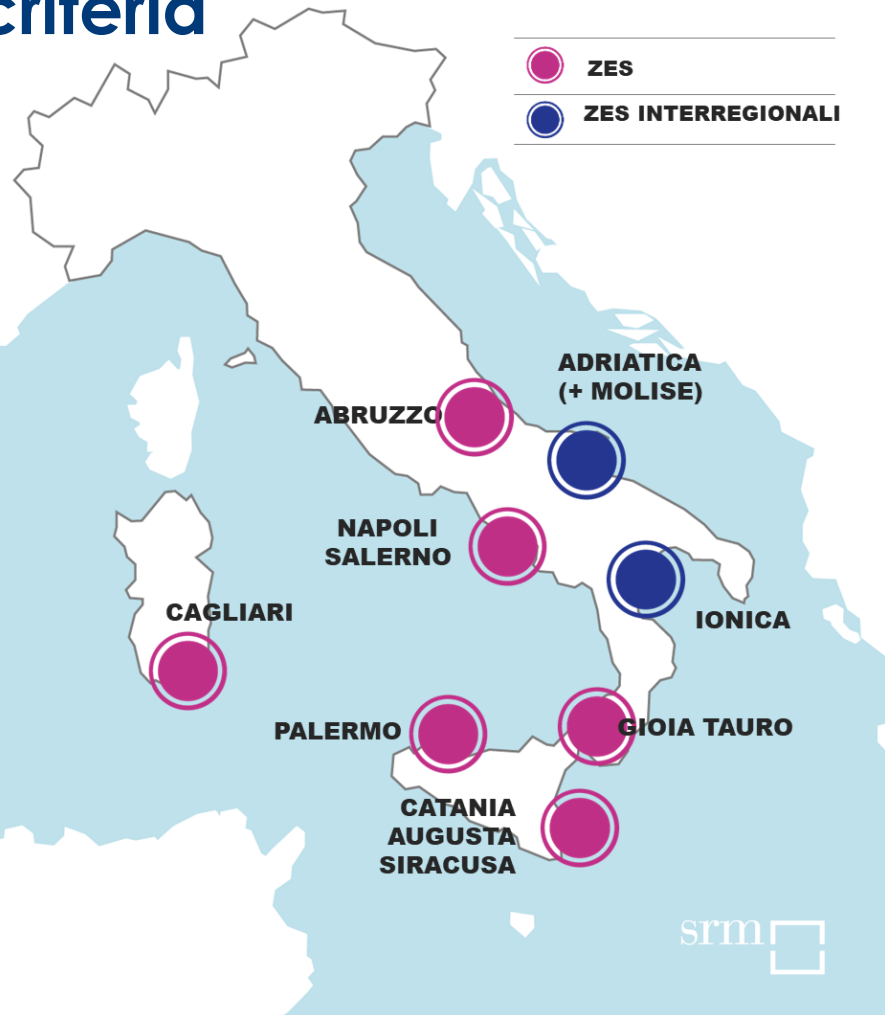 criteria
ZES
ZES INTERREGIONALI
ADRIATICA
(+ MOLISE)
ABRUZZO
NAPOLI
SALERNO
CAGLIARI
IONICA
PALERMO
GIOIA TAURO
CATANIA
AUGUSTA
SIRACUSA
srm